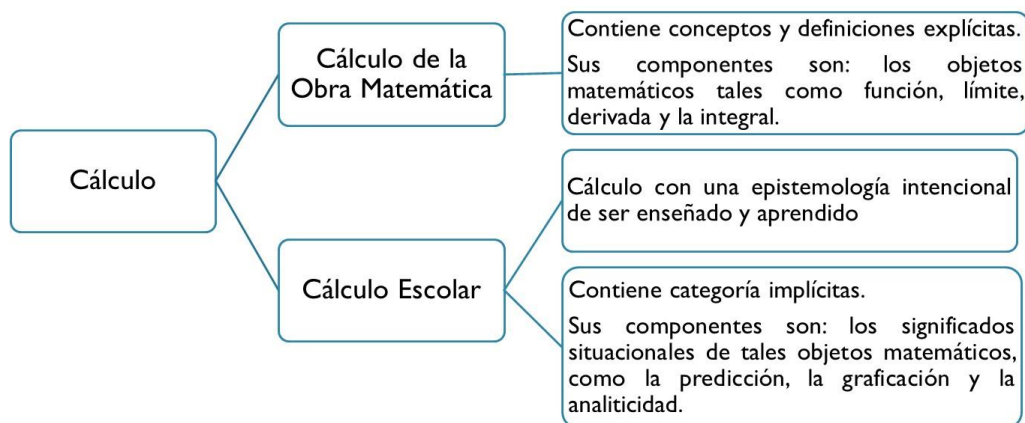 Cálculo
Cálculo de la
Obra Matemática
Contiene conceptos y definiciones explícitas.
Sus componentes son: los objetos
matemáticos tales como función, límite,
derivada y la integral.
Cálculo Escolar
Cálculo con una epistemología intencional
de ser enseñado y aprendido
Contiene categoría implícitas.
Sus componentes son: los significados
situacionales de tales objetos matemáticos,
como la predicción, la graficación y la
analiticidad.